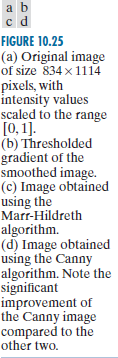 a b
c d
FIGURE 10.25
(a) Original image
of size 834 × 1114
pixels, with
intensity values
scaled to the range
[0, 1].
(b) Thresholded
gradient of the
smoothed image.
(c) Image obtained
using the
Marr-Hildreth
algorithm.
(d) Image obtained
using the Canny
algorithm. Note the
significant
improvement of
the Canny image
compared to the
other two.